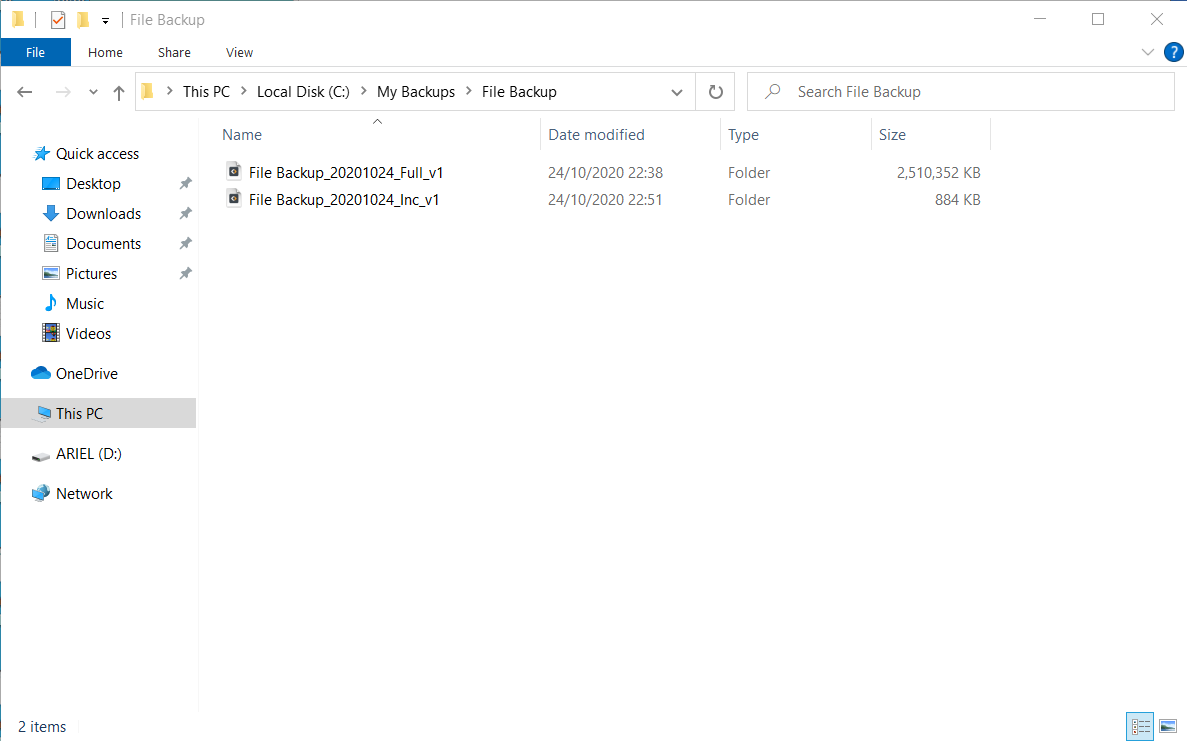 File Backup
File Home Share View
?
This PC Local Disk (C:) My Backups File Backup Search File Backup
Name Date modified Type Size
Quick access
File Backup_20201024_Full_v1 24/10/2020 22:38 Folder 2,510,352 KB
Desktop
File Backup_20201024_Inc_v1 24/10/2020 22:51 Folder 884 KB
Downloads
Documents
Pictures
Music
Videos
OneDrive
This PC
ARIEL (D:)
Network
2 items